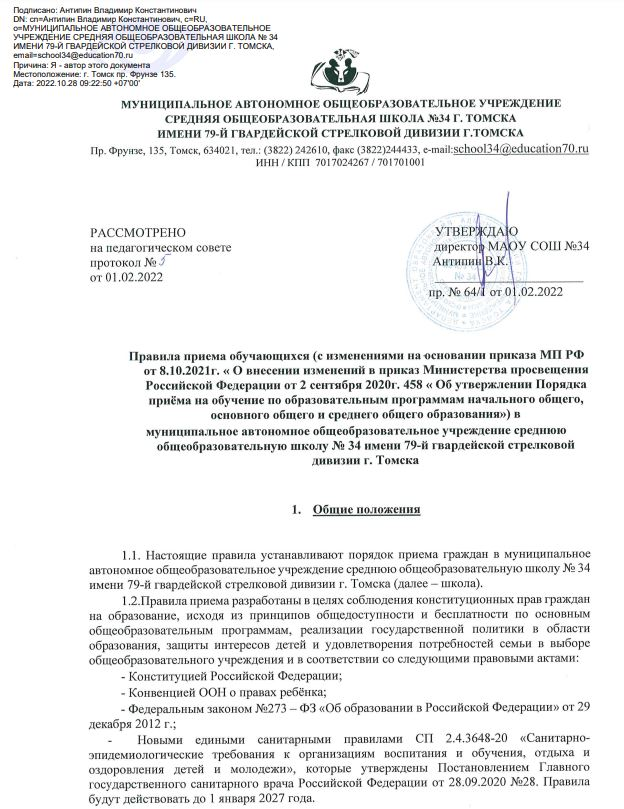 Подписано: Антипин Владимир Константинович
DN: cn=Антипин Владимир Константинович, c=RU,
o=МУНИЦИПАЛЬНОЕ АВТОНОМНОЕ ОБЩЕОБРАЗОВАТЕЛЬНОЕ
УЧРЕЖДЕНИЕ СРЕДНЯЯ ОБЩЕОБРАЗОВАТЕЛЬНАЯ ШКОЛА № 34
ИМЕНИ 79-Й ГВАРДЕЙСКОЙ СТРЕЛКОВОЙ ДИВИЗИИ Г. ТОМСКА,
email=school34@education70.ru
Причина: Я - автор этого документа
Местоположение: г. Томск пр. Фрунзе 135.
Дата: 2022.10.28 09:22:50 +07'00'
МУНИЦИПАЛЬНОЕ АВТОНОМНОЕ ОБЩЕОБРАЗОВАТЕЛЬНОЕ УЧРЕЖДЕНИЕ
СРЕДНЯЯ ОБЩЕОБРАЗОВАТЕЛЬНАЯ ШКОЛА №34 Г. ТОМСКА
ИМЕНИ 79-Й ГВАРДЕЙСКОЙ СТРЕЛКОВОЙ ДИВИЗИИ Г.ТОМСКА
Пр. Фрунзе, 135, Томск, 634021, тел.: (3822) 242610, факс (3822)244433, e-mail:school34@education70.ru
ИНН / КПП 7017024267 / 701701001
РАССМОТРЕНО
на педагогическом совете
протокол № 5
от 01.02.2022
УТВЕРЖДАЮ
директор МАОУ СОШ №34
Антипин В.К.
№ 34
пр. № 64/1 от 01.02.2022
Правила приема обучающихся (с изменениями на основании приказа МП РФ
от 8.10.2021г. « О внесении изменений в приказ Министерства просвещения
Российской Федерации от 2 сентября 2020г. 458 « Об утверждении Порядка
приёма на обучение по образовательным программам начального общего,
основного общего и среднего общего образования») в
муниципальное автономное общеобразовательное учреждение среднюю
общеобразовательную школу № 34 имени 79-й гвардейской стрелковой
дивизии г. Томска
1. Общие положения
1.1. Настоящие правила устанавливают порядок приема граждан в муниципальное
автономное общеобразовательное учреждение среднюю общеобразовательную школу № 34
имени 79-й гвардейской стрелковой дивизии г. Томска (далее – школа).
1.2.Правила приема разработаны в целях соблюдения конституционных прав граждан
на образование, исходя из принципов общедоступности и бесплатности по основным
общеобразовательным программам, реализации государственной политики в области
образования, защиты интересов детей и удовлетворения потребностей семьи в выборе
общеобразовательного учреждения и в соответствии со следующими правовыми актами:
- Конституцией Российской Федерации;
- Конвенцией ООН о правах ребёнка;
- Федеральным законом №273 – ФЗ «Об образовании в Российской Федерации» от 29
декабря 2012 г.;
- Новыми едиными санитарными правилами СП 2.4.3648-20 «Санитарно-
эпидемиологические требования к организациям воспитания и обучения, отдыха и
оздоровления детей и молодежи», которые утверждены Постановлением Главного
государственного санитарного врача Российской Федерации от 28.09.2020 №28. Правила
будут действовать до 1 января 2027 года.